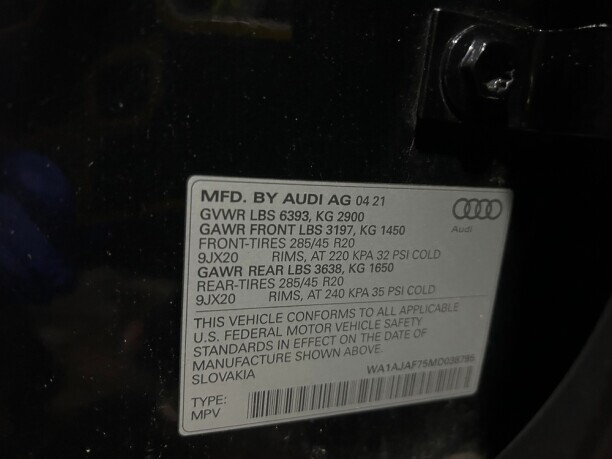 MFD. BY AUDI AG 04 21
GVWR LBS 6393, KG 2900
GAWR FRONT LBS 3197, KG 1450
FRONT-TIRES 285/45 R20
9JX20 RIMS, AT 220 KPA 32 PSI COLD
GAWR REAR LBS 3638, KG 1650
REAR-TIRES 285/45 R20
9JX20 RIMS, AT 240 KPA 35 PSI COLD
Audi
THIS VEHICLE CONFORMS TO ALL APPLICABLE
U.S. FEDERAL MOTOR VEHICLE SAFETY
STANDARDS IN EFFECT ON THE DATE OF
MANUFACTURE SHOWN ABOVE.
SLOVAKIA
TYPE:
MPV